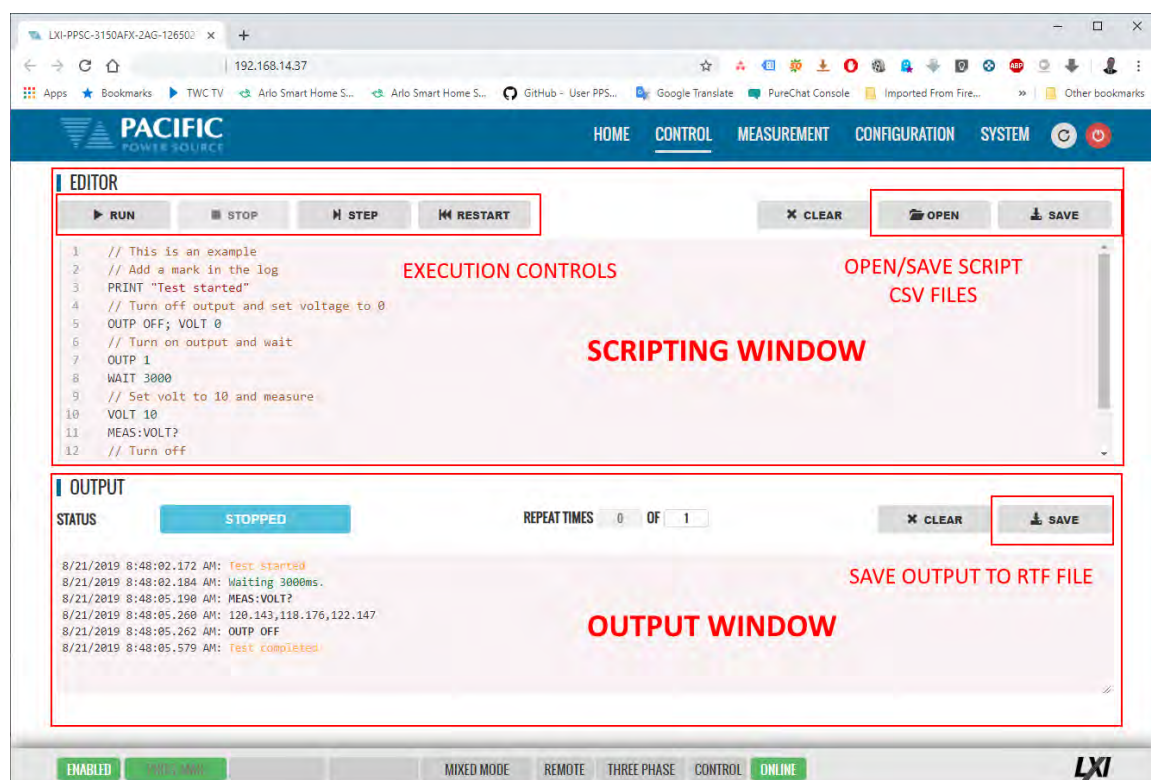 LXI-PPSC-3150AFX-2AG-126502
192.168.14.37
Apps Bookmarks TWC TV Arlo Smart Home S... Arlo Smart Home S... GitHub - User PPS... Google Translate PureChat Console Imported From Fire... » Other bookmarks
PACIFIC
POWER SOURCE
HOME CONTROL MEASUREMENT CONFIGURATION SYSTEM
EDITOR
RUN STOP STEP RESTART CLEAR OPEN SAVE
1 // This is an example
2 // Add a mark in the log
3 PRINT "Test started"
4 // Turn off output and set voltage to 0
5 OUTP OFF; VOLT 0
6 // Turn on output and wait
7 OUTP 1
8 WAIT 3000
9 // Set volt to 10 and measure
10 VOLT 10
11 MEAS:VOLT?
12 // Turn off
EXECUTION CONTROLS
OPEN/SAVE SCRIPT
CSV FILES
SCRIPTING WINDOW
OUTPUT
STATUS STOPPED REPEAT TIMES 0 OF 1 CLEAR SAVE
8/21/2019 8:48:02.172 AM: Test started
8/21/2019 8:48:02.184 AM: Waiting 3000ms.
8/21/2019 8:48:05.190 AM: MEAS:VOLT?
8/21/2019 8:48:05.260 AM: 120.143,118.176,122.147
8/21/2019 8:48:05.262 AM: OUTP OFF
8/21/2019 8:48:05.579 AM: Test completed
SAVE OUTPUT TO RTF FILE
OUTPUT WINDOW
ENABLED MIXED MODE REMOTE THREE PHASE CONTROL ONLINE LXI